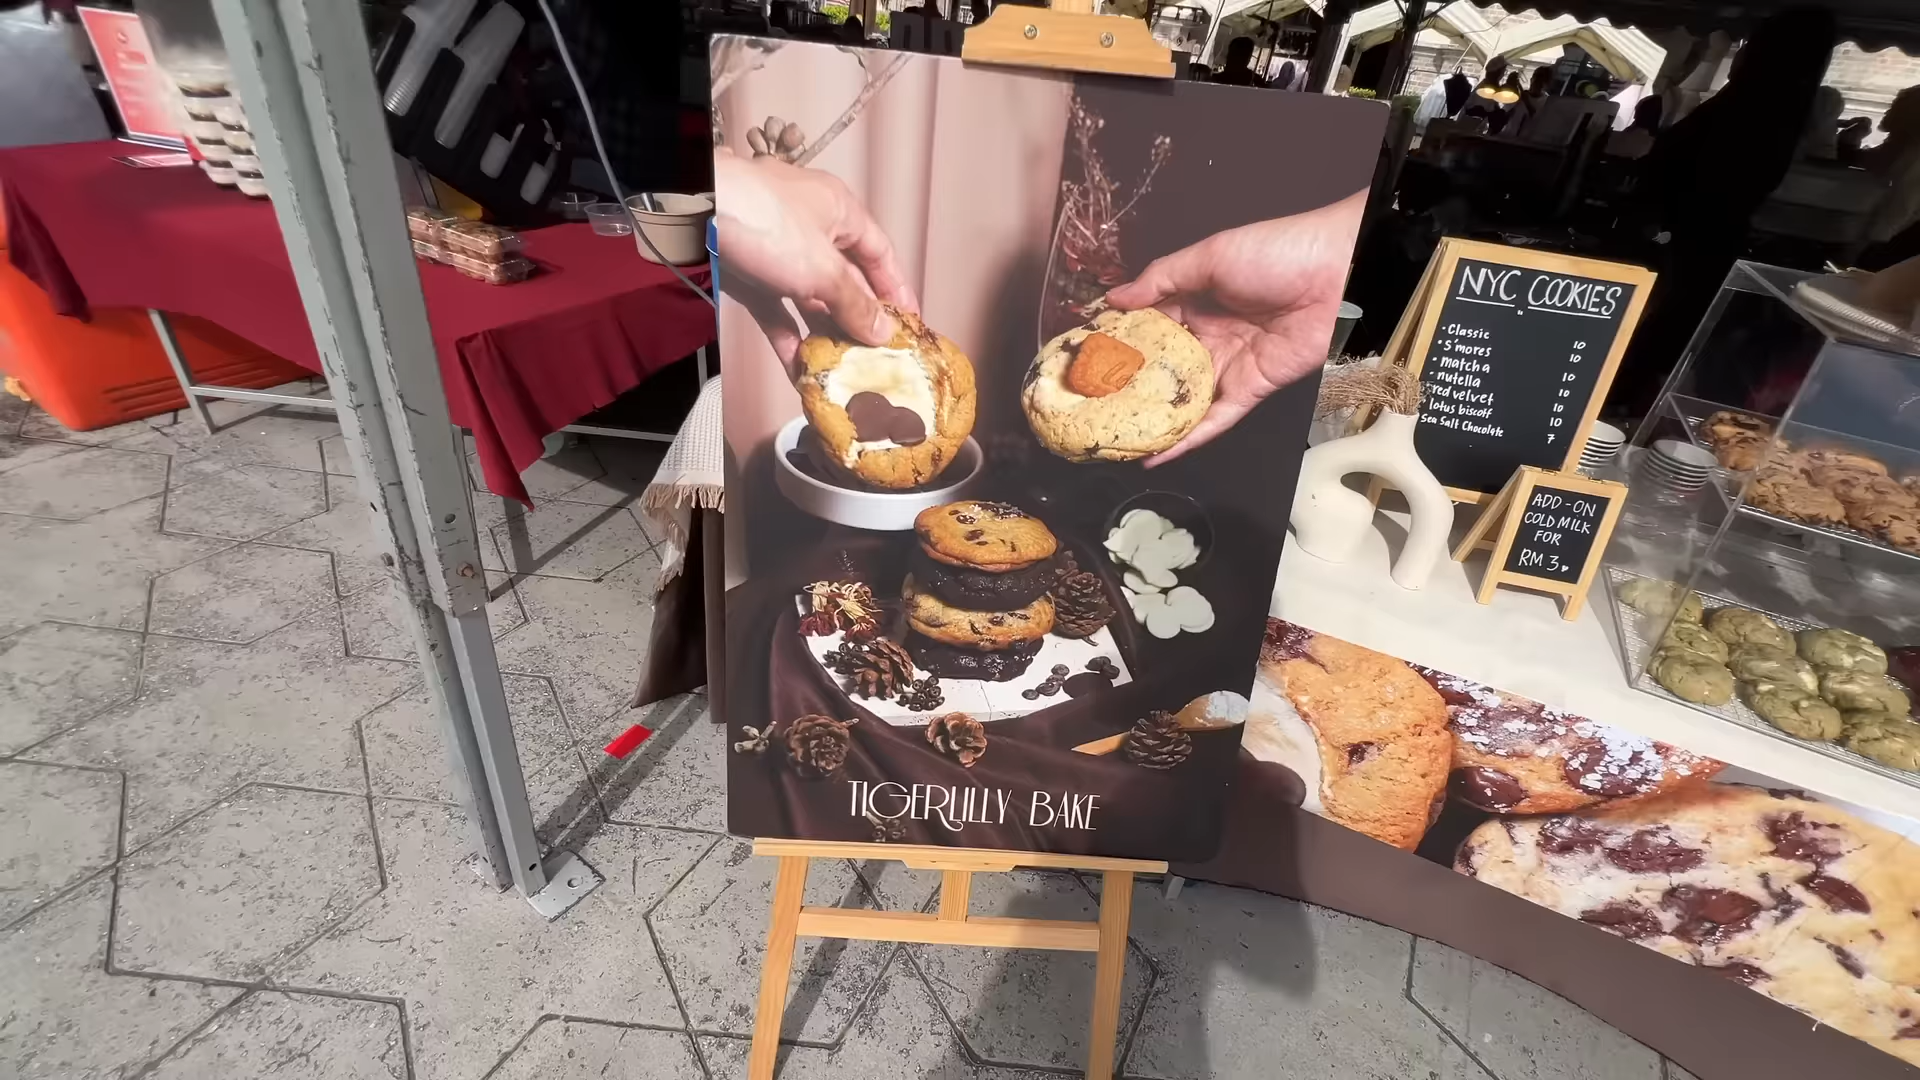 NYC COOKIES
• Classic 10
• S'mores 10
• matcha 10
• nutella 10
red velvet 10
lotus biscoff 10
Sea Salt Chocolate 7
ADD-ON
COLD MILK
FOR
RM 3
TIGERLILLY BAKE